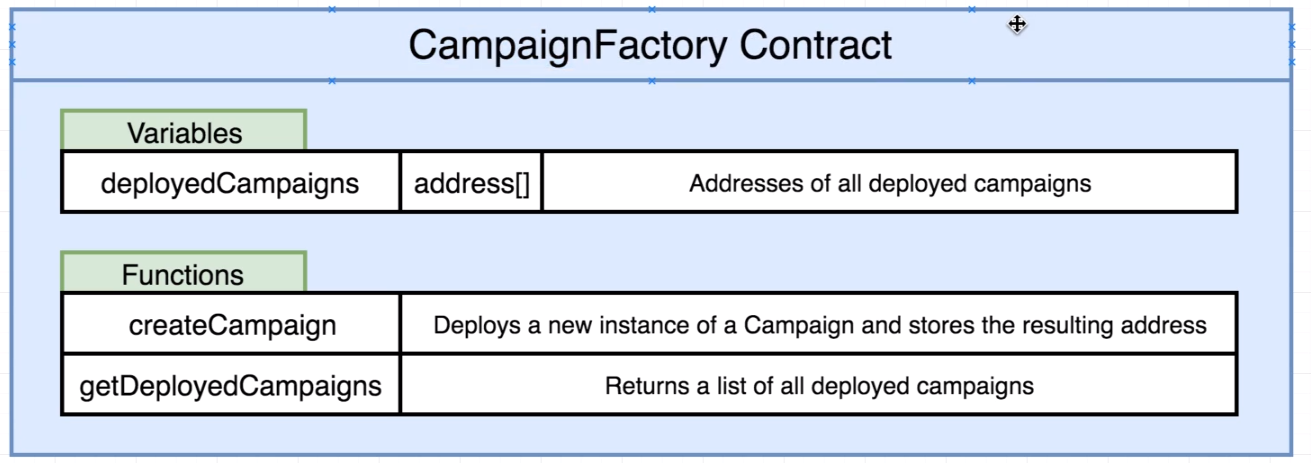 CampaignFactory Contract
Variables
deployedCampaigns address[] Addresses of all deployed campaigns
Functions
createCampaign Deploys a new instance of a Campaign and stores the resulting address
getDeployedCampaigns Returns a list of all deployed campaigns